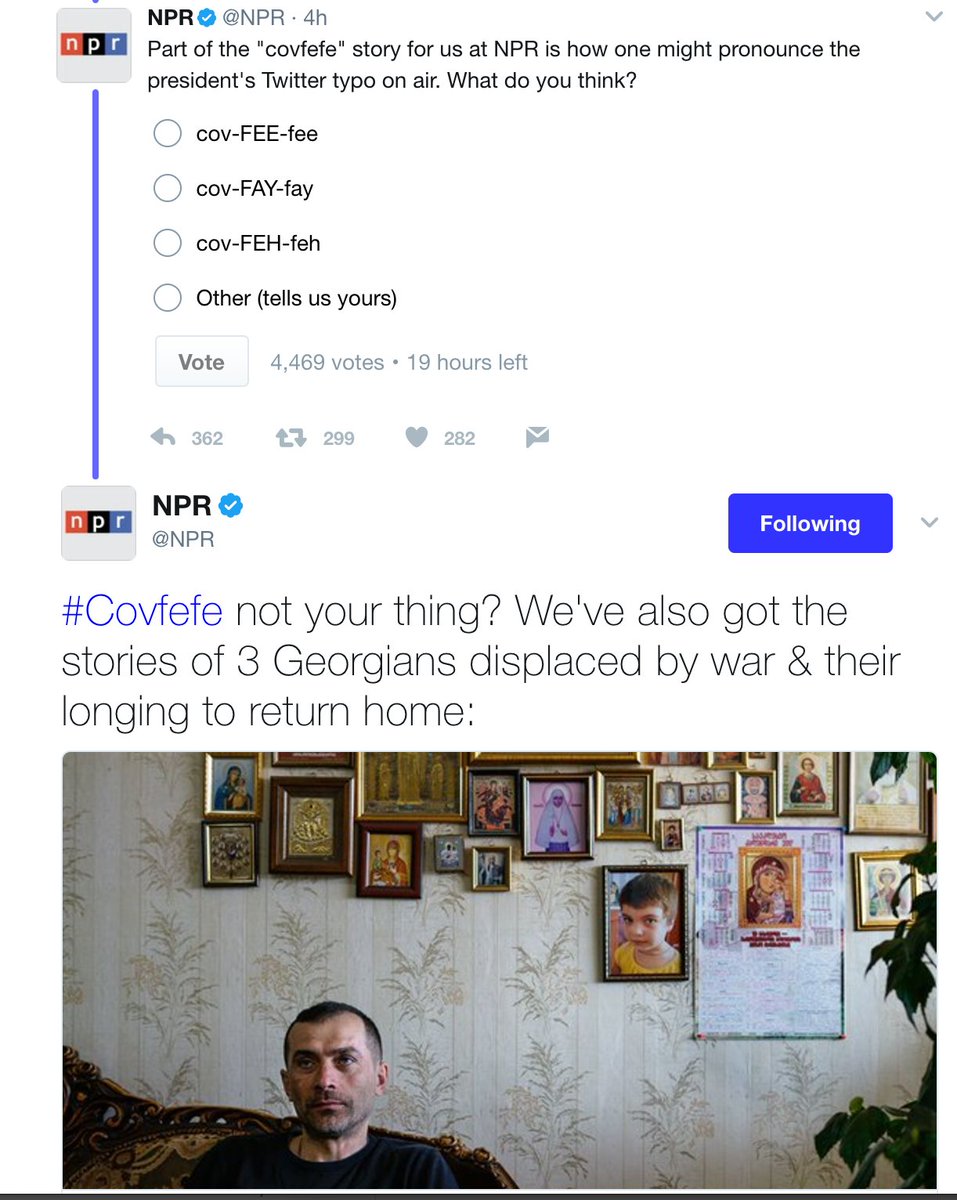 npr
NPR @NPR · 4h
Part of the "covfefe" story for us at NPR is how one might pronounce the
president's Twitter typo on air. What do you think?
cov-FEE-fee
cov-FAY-fay
cov-FEH-feh
Other (tells us yours)
Vote 4,469 votes • 19 hours left
362 299 282
npr
NPR
@NPR
Following
#Covfefe not your thing? We've also got the
stories of 3 Georgians displaced by war & their
longing to return home: